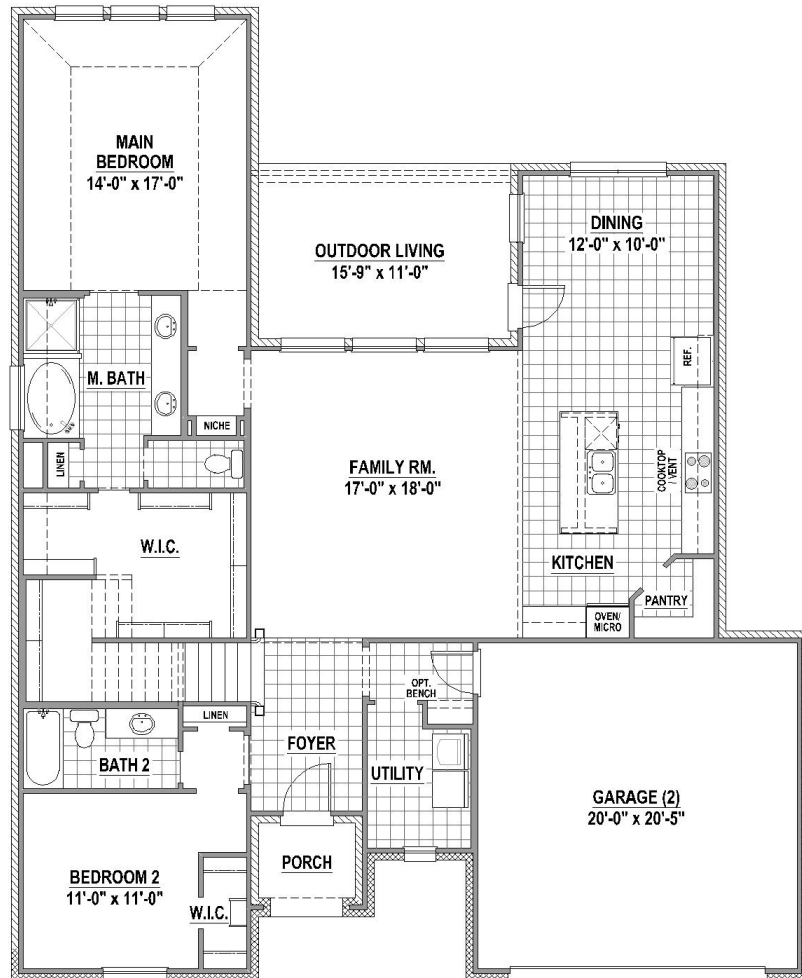 MAIN
BEDROOM
14'-0" x 17'-0"
OUTDOOR LIVING
15'-9" x 11'-0"
DINING
12'-0" x 10'-0"
M. BATH
NICHE
LINEN
REF.
COOKTOP
/ VENT
FAMILY RM.
17'-0" x 18'-0"
W.I.C.
KITCHEN
PANTRY
OVEN/
MICRO
OPT.
BENCH
LINEN
BATH 2
FOYER
UTILITY
GARAGE (2)
20'-0" x 20'-5"
PORCH
BEDROOM 2
11'-0" x 11'-0"
W.I.C.